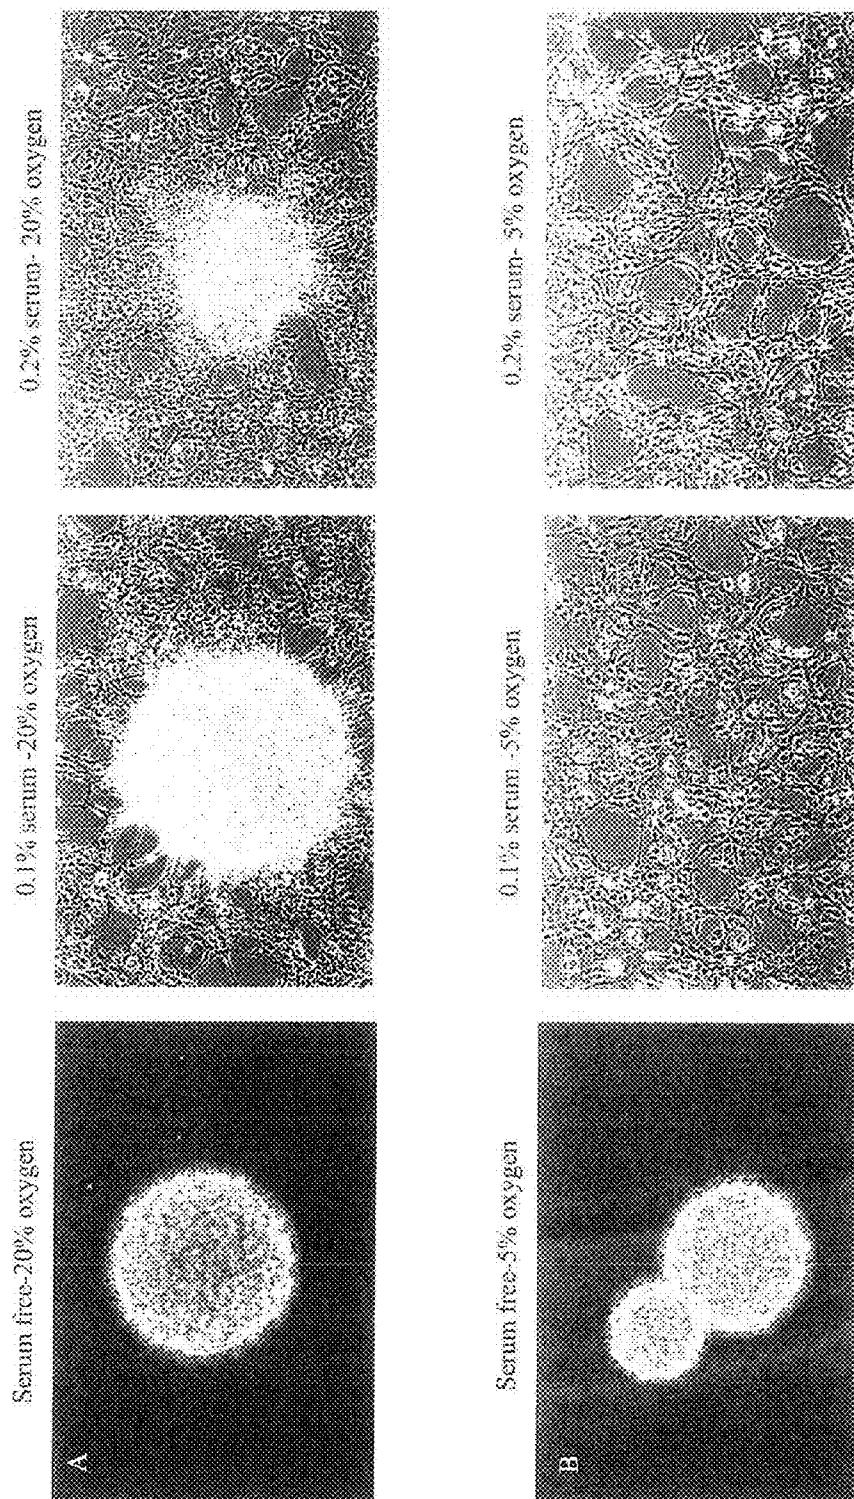 Serum free-20% oxygen
0.1% serum -20% oxygen
0.2% serum- 20% oxygen
A
Serum free-5% oxygen
0.1% serum -5% oxygen
0.2% serum- 5% oxygen
B